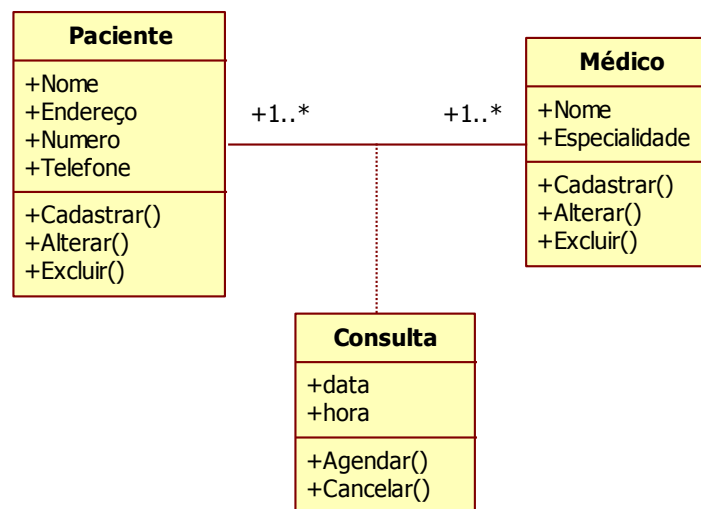 Paciente
+Nome
+Endereço
+Numero
+Telefone
+Cadastrar()
+Alterar()
+Excluir()
+1..*
+1..*
Médico
+Nome
+Especialidade
+Cadastrar()
+Alterar()
+Excluir()
Consulta
+data
+hora
+Agendar()
+Cancelar()